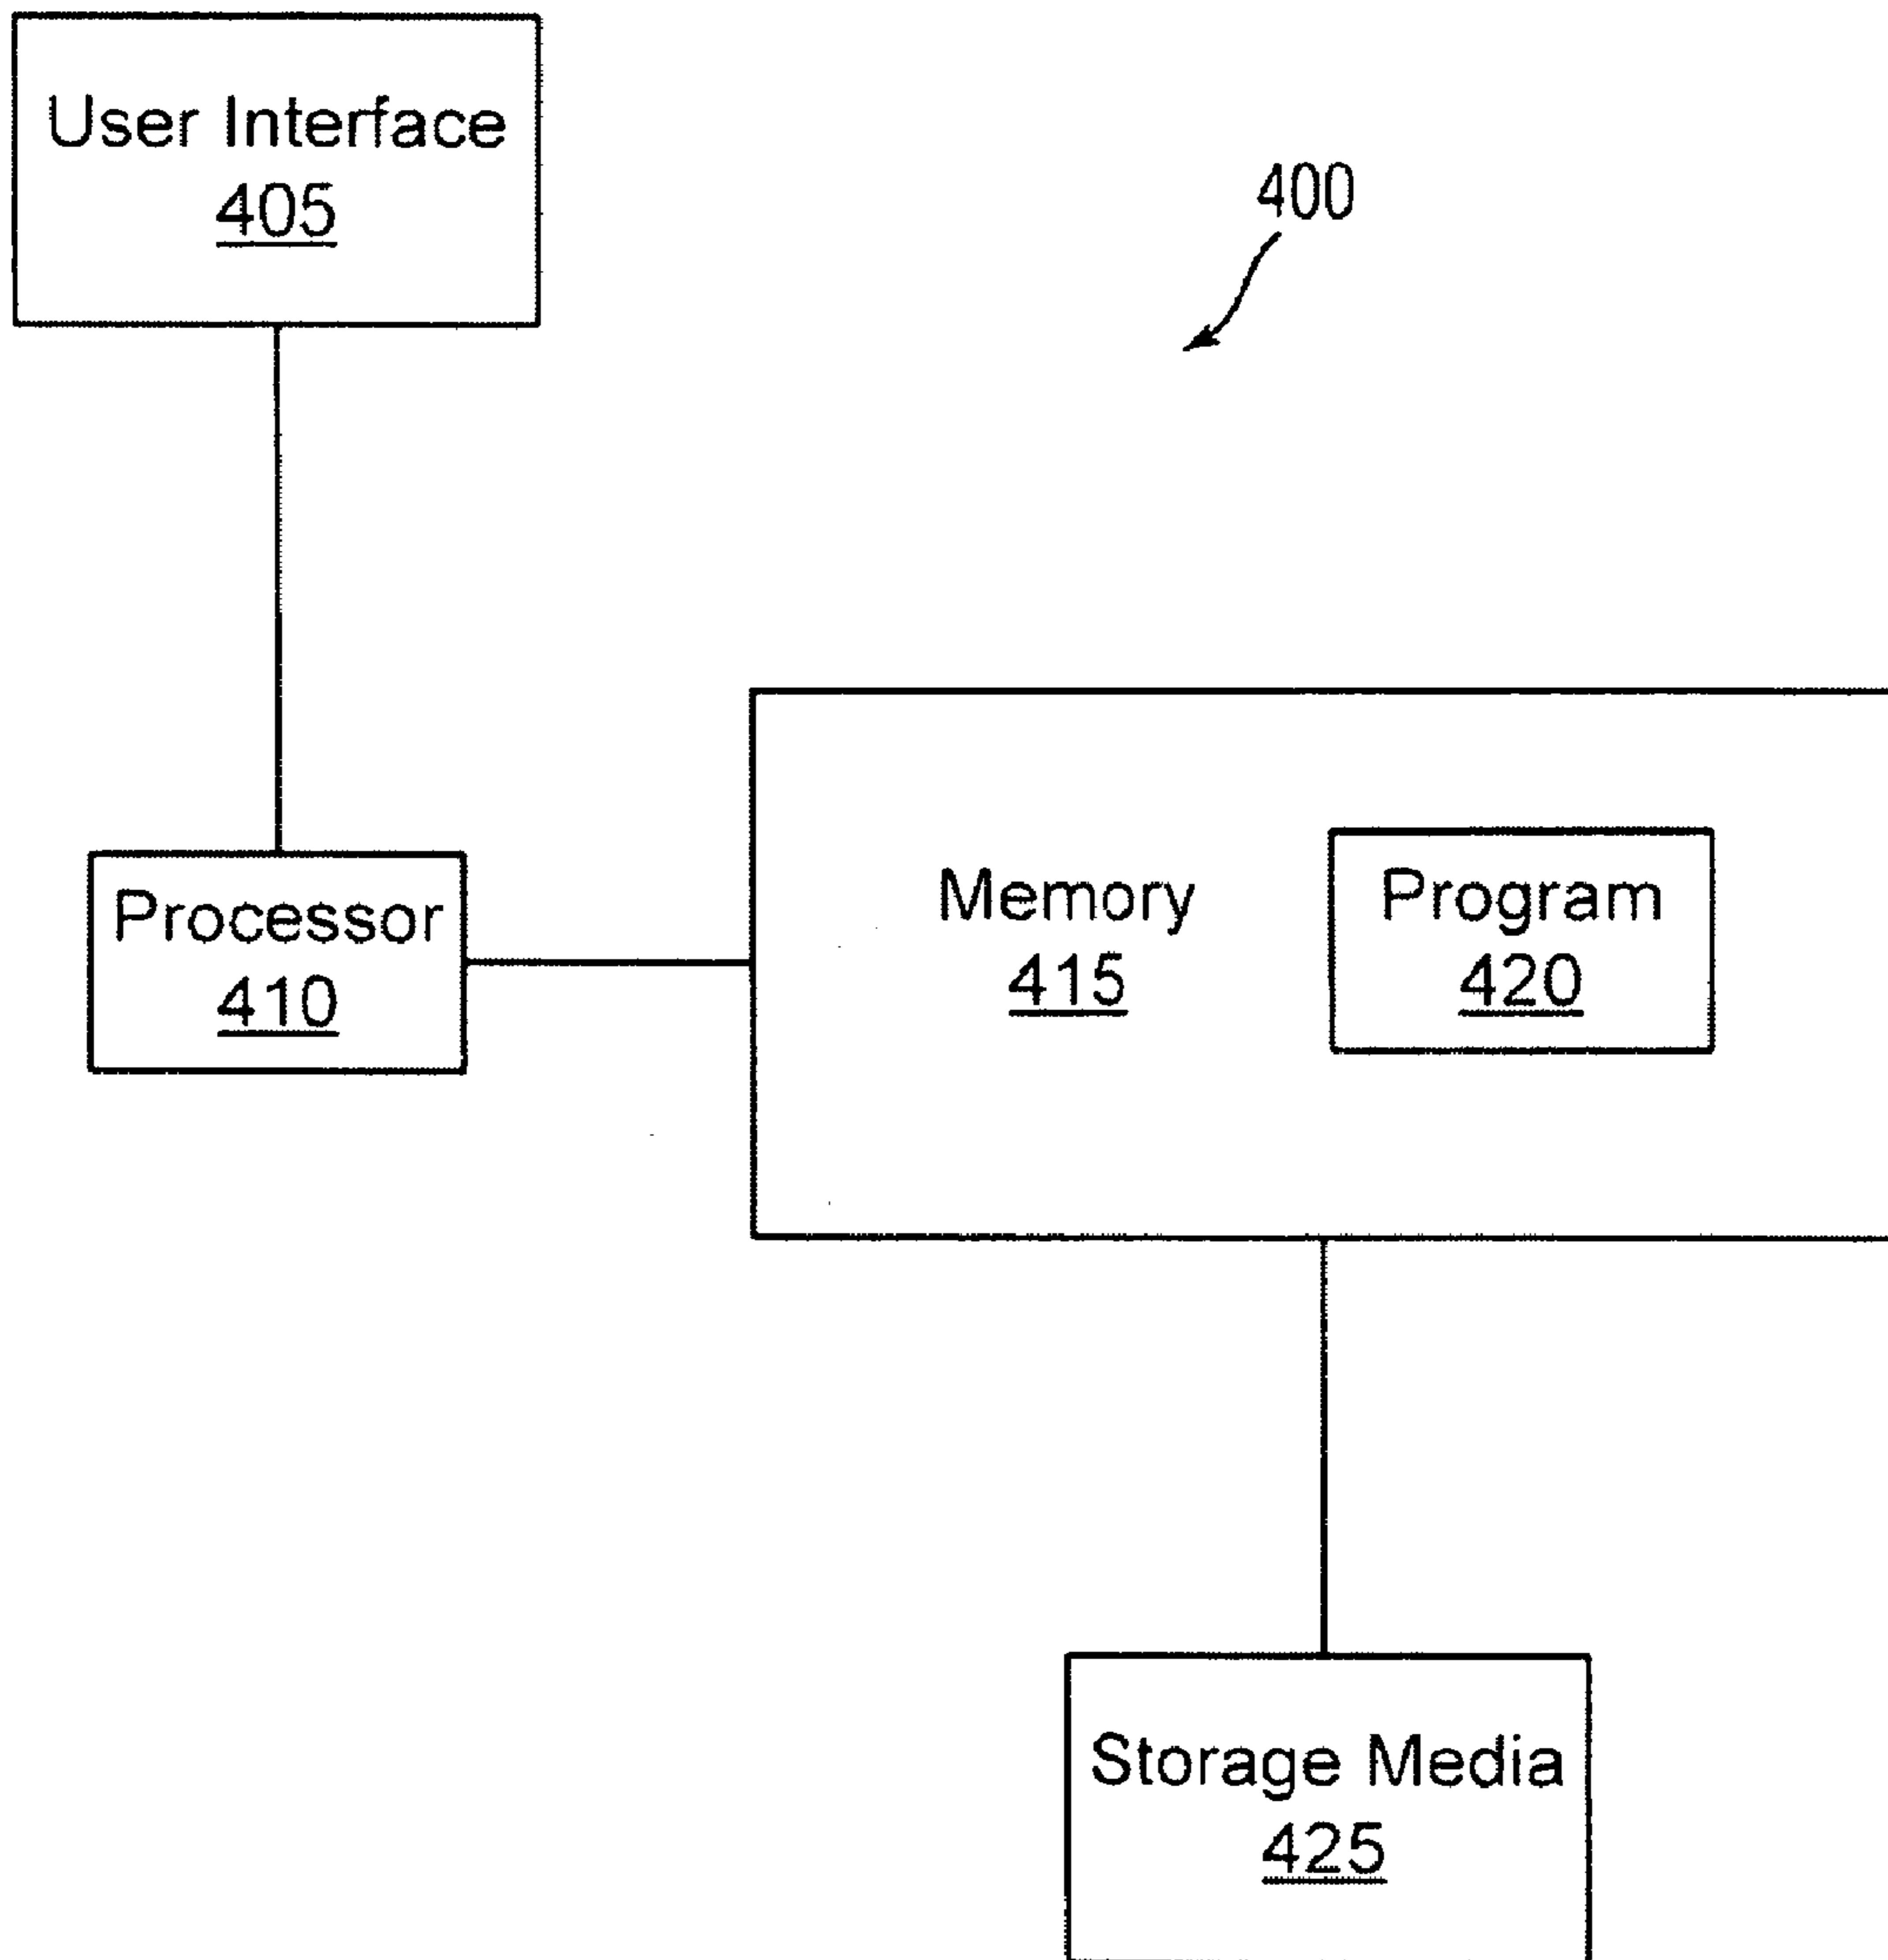 User Interface
405
400
Processor
410
Memory
415
Program
420
Storage Media
425